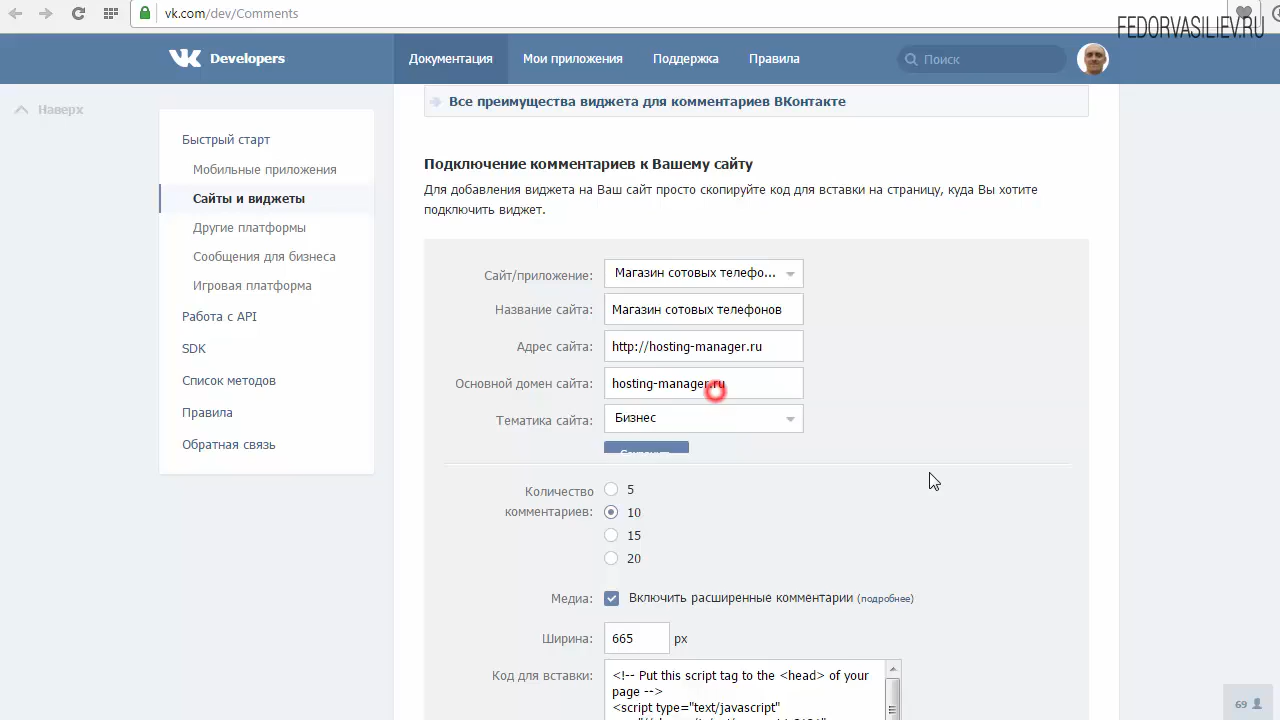 vk.com/dev/Comments
FEDORVASILIEV.RU
Developers
Документация
Мои приложения
Поддержка
Правила
Поиск
Наверх
Все преимущества виджета для комментариев ВКонтакте
Быстрый старт
Мобильные приложения
Сайты и виджеты
Другие платформы
Сообщения для бизнеса
Игровая платформа
Работа с API
SDK
Список методов
Правила
Обратная связь
Подключение комментариев к Вашему сайту
Для добавления виджета на Ваш сайт просто скопируйте код для вставки на страницу, куда Вы хотите
подключить виджет.
Сайт/приложение: Магазин сотовых телефо...
Название сайта: Магазин сотовых телефонов
Адрес сайта: http://hosting-manager.ru
Основной домен сайта: hosting-manager.ru
Тематика сайта: Бизнес
Количество
комментариев:
5
10
15
20
Медиа: Включить расширенные комментарии (подробнее)
Ширина: 665 px
Код для вставки: <!-- Put this script tag to the <head> of your
page -->
<script type="text/javascript"
69